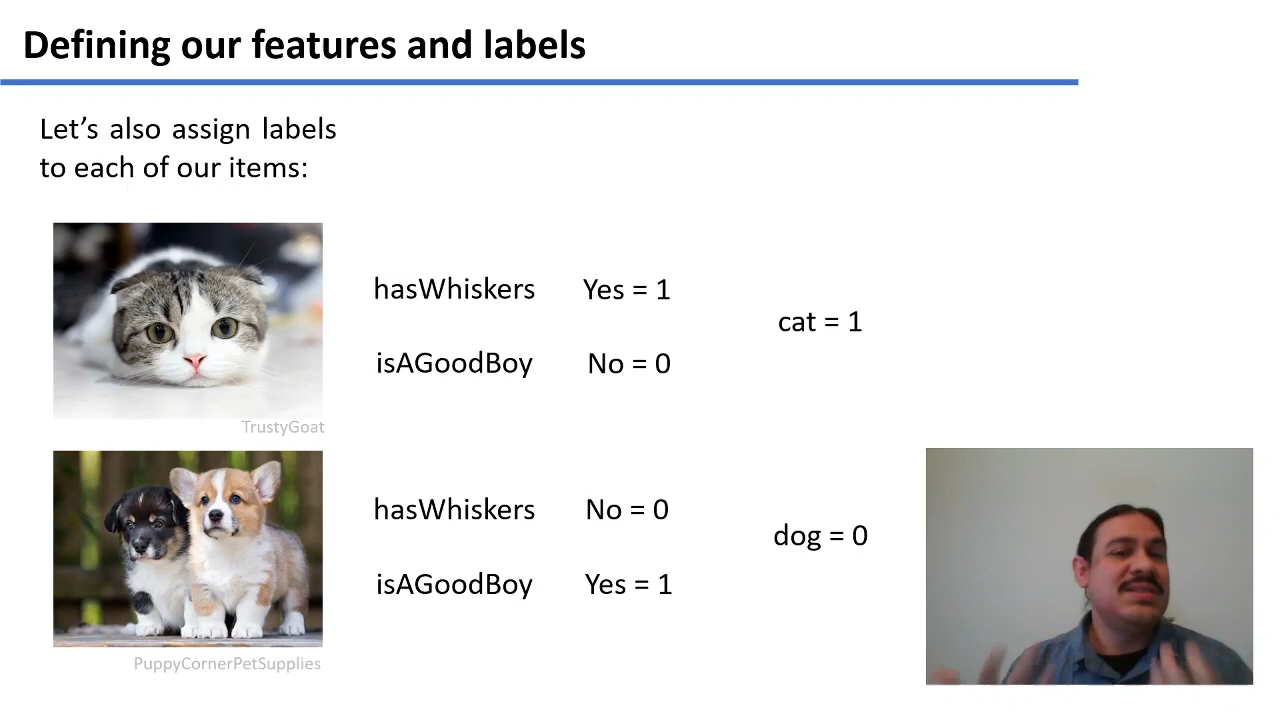 Defining our features and labels
Let's also assign labels
to each of our items:
hasWhiskers Yes = 1
cat = 1
isAGoodBoy No = 0
TrustyGoat
hasWhiskers No = 0
dog = 0
isAGoodBoy Yes = 1
PuppyCornerPetSupplies